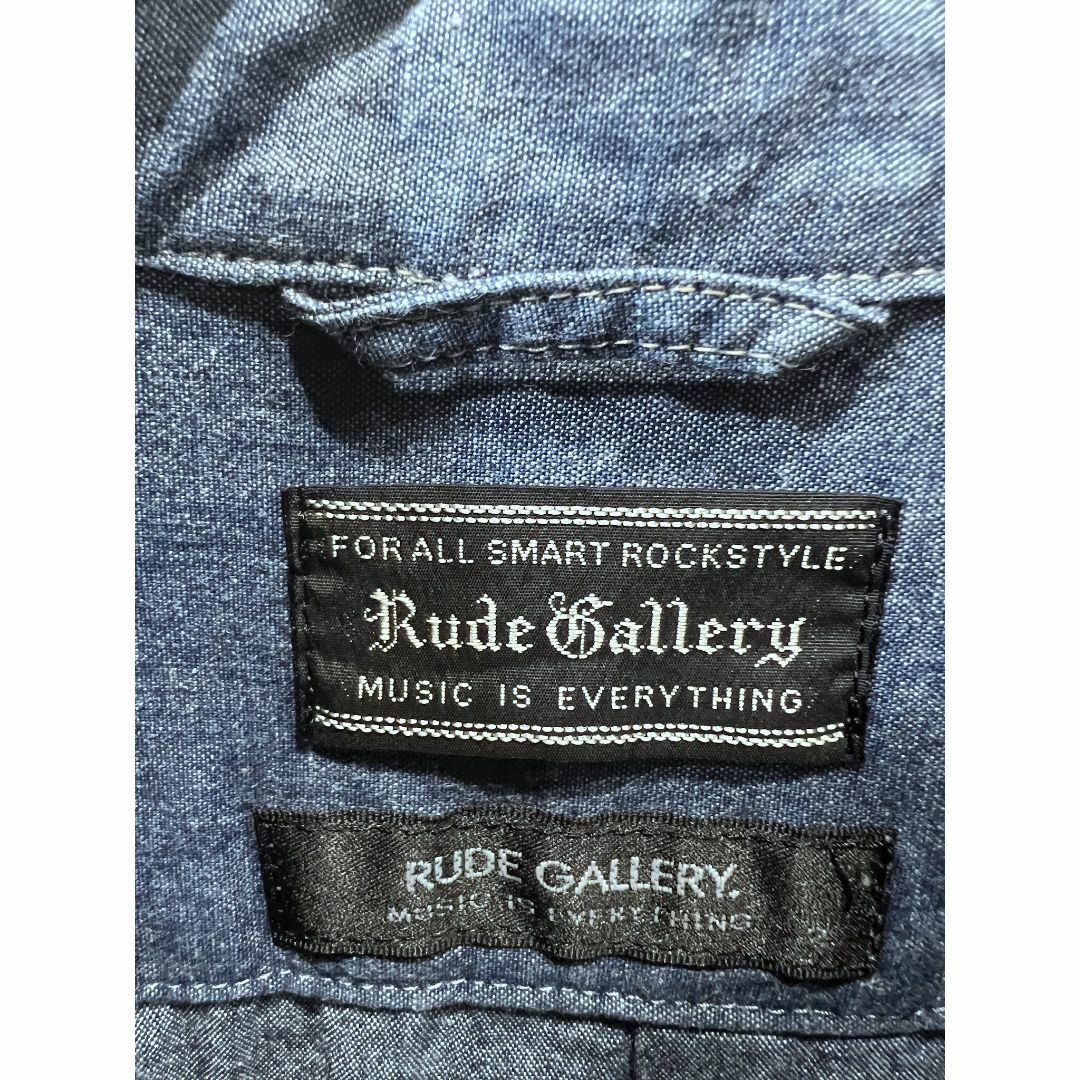 FOR ALL SMART ROCKSTYLE
Rude Gallery
MUSIC IS EVERYTHING
RUDE GALLERY.
MUSIC IS EVERYTHING